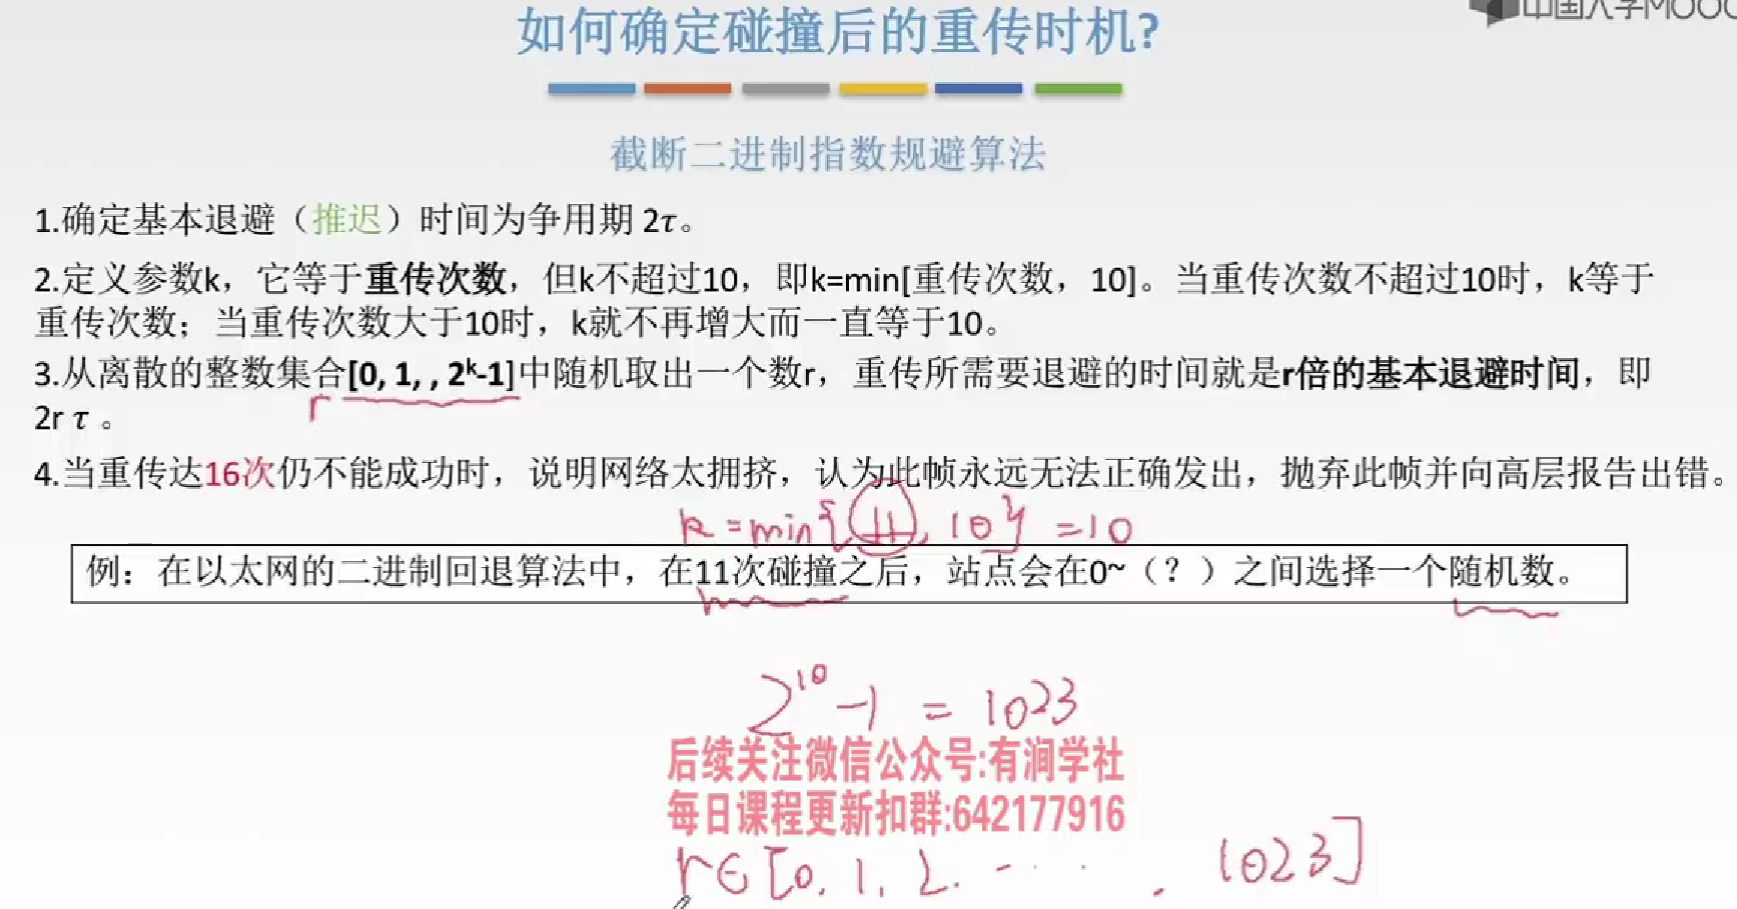 中国大学MOOC
如何确定碰撞后的重传时机?
截断二进制指数规避算法
1.确定基本退避（推迟）时间为争用期 2τ。
2.定义参数k，它等于重传次数，但k不超过10，即k=min[重传次数，10]。当重传次数不超过10时，k等于
重传次数；当重传次数大于10时，k就不再增大而一直等于10。
3.从离散的整数集合[0, 1, , 2ᵏ-1]中随机取出一个数r，重传所需要退避的时间就是r倍的基本退避时间，即
r
2r τ 。
4.当重传达16次仍不能成功时，说明网络太拥挤，认为此帧永远无法正确发出，抛弃此帧并向高层报告出错。
k=min{11, 10}=10
例：在以太网的二进制回退算法中，在11次碰撞之后，站点会在0~（？）之间选择一个随机数。
2¹⁰-1 = 1023
后续关注微信公众号:有涧学社
每日课程更新扣群:642177916
r∈[0, 1, 2. - · · · , 1023]